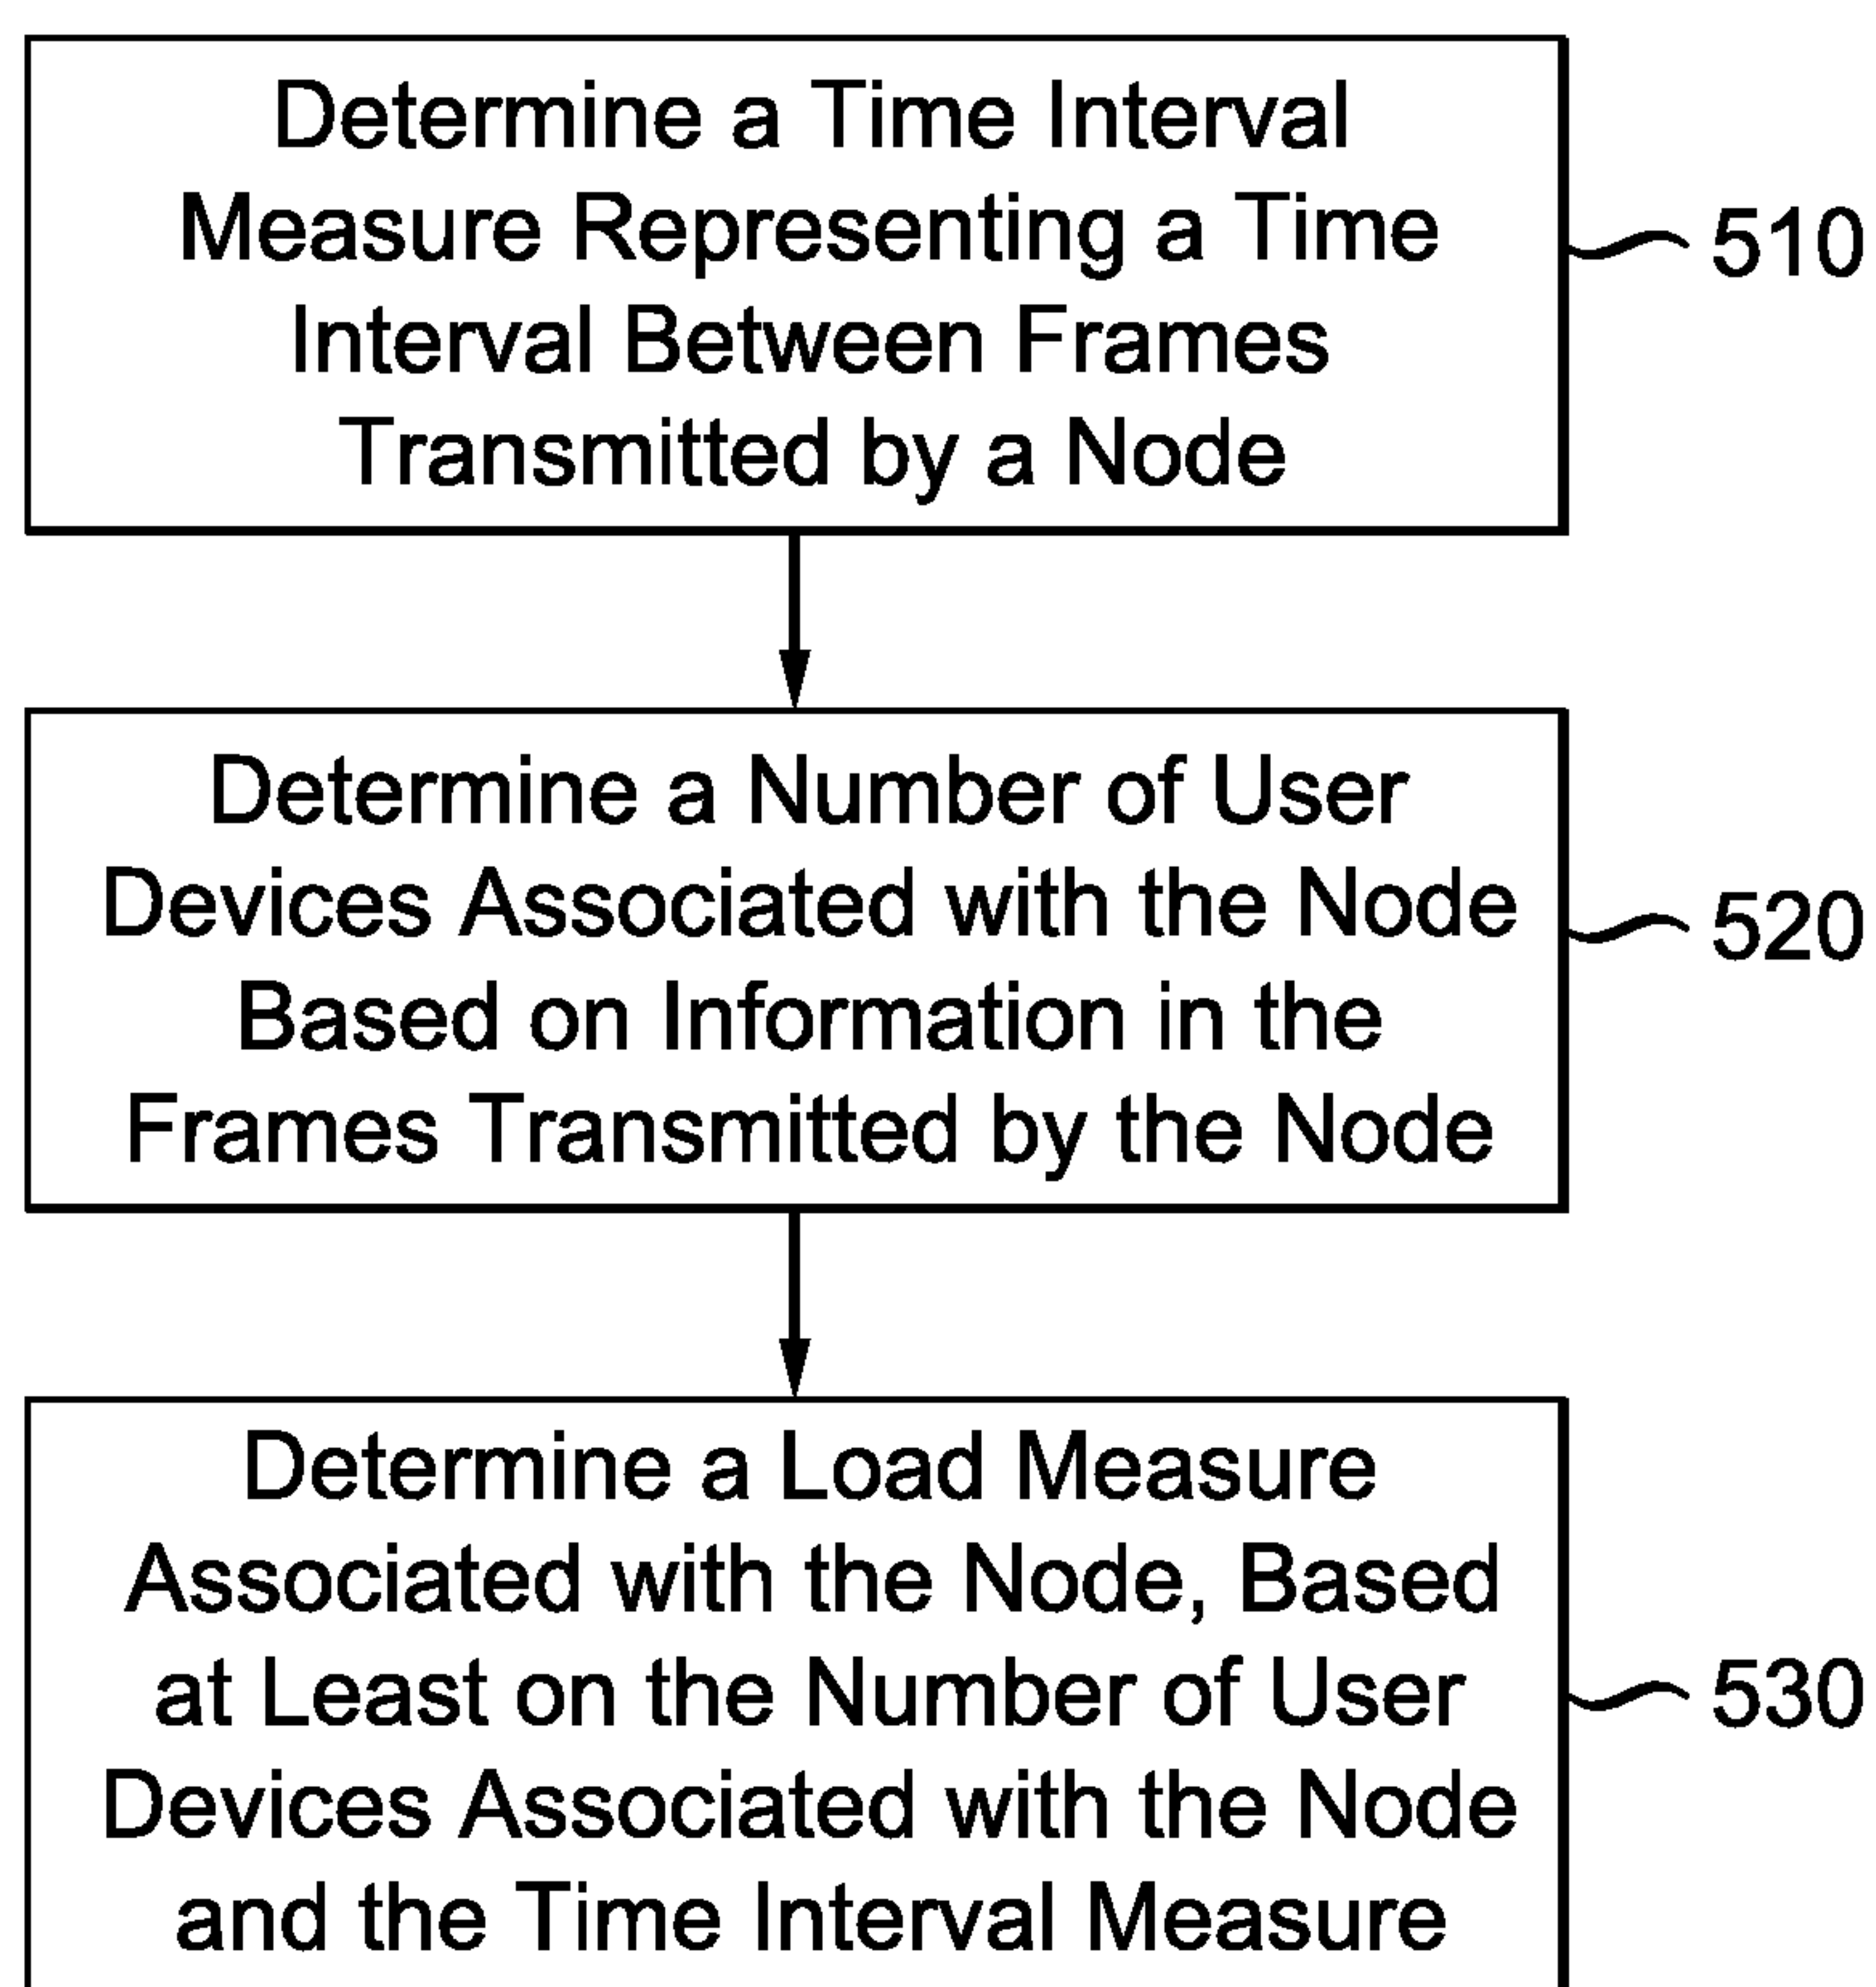 Determine a Time Interval
Measure Representing a Time
Interval Between Frames
Transmitted by a Node
510
Determine a Number of User
Devices Associated with the Node
Based on Information in the
Frames Transmitted by the Node
520
Determine a Load Measure
Associated with the Node, Based
at Least on the Number of User
Devices Associated with the Node
and the Time Interval Measure
530